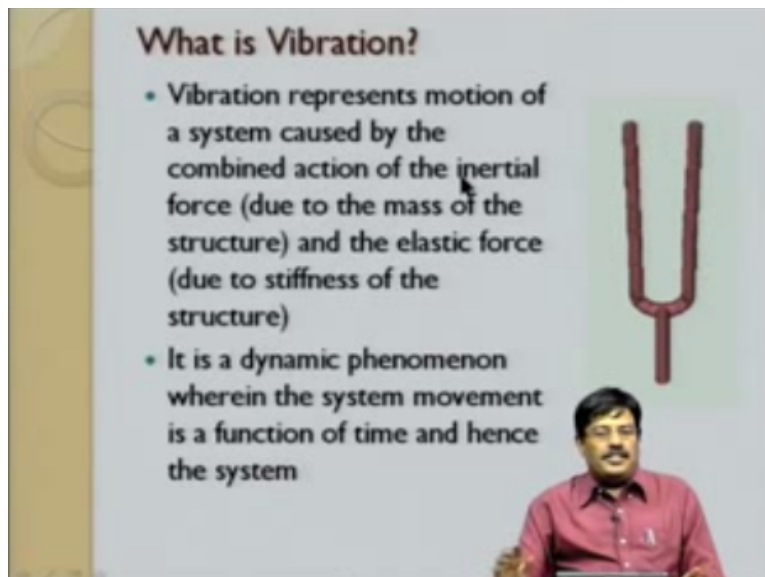 What is Vibration?
• Vibration represents motion of
a system caused by the
combined action of the inertial
force (due to the mass of the
structure) and the elastic force
(due to stiffness of the
structure)
• It is a dynamic phenomenon
wherein the system movement
is a function of time and hence
the system